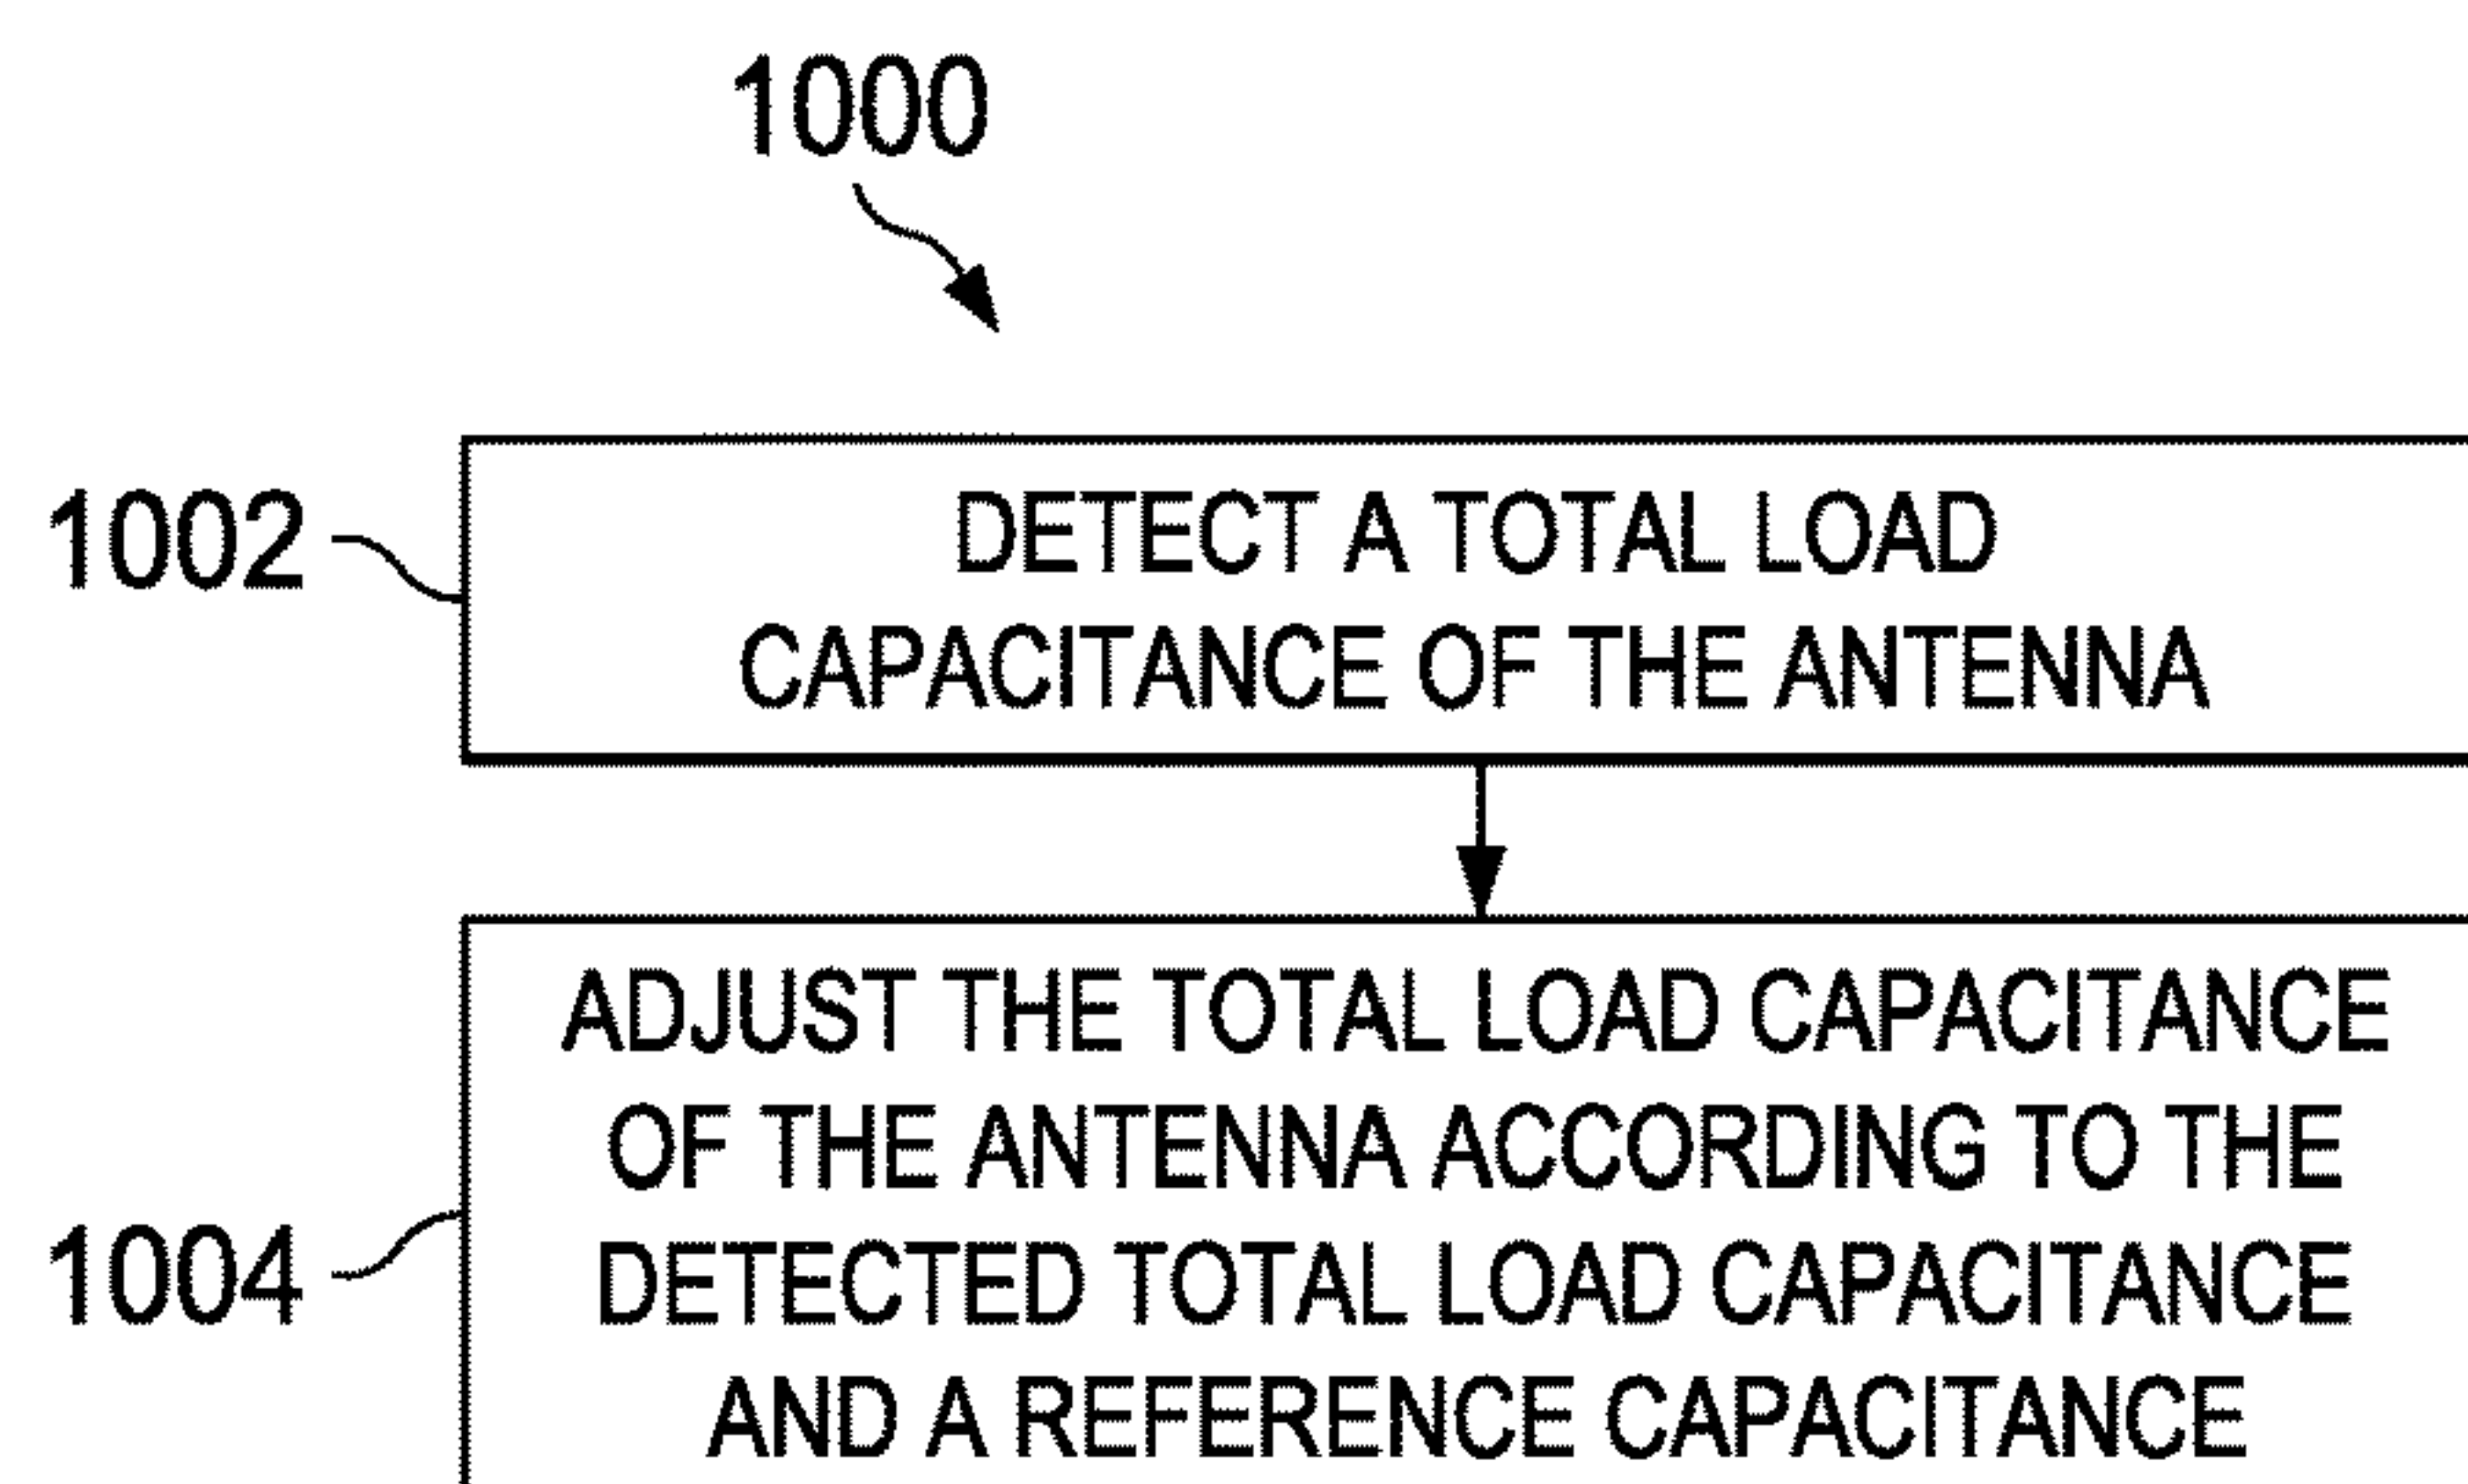 1000
1002
DETECT A TOTAL LOAD
CAPACITANCE OF THE ANTENNA
ADJUST THE TOTAL LOAD CAPACITANCE
OF THE ANTENNA ACCORDING TO THE
1004
DETECTED TOTAL LOAD CAPACITANCE
AND A REFERENCE CAPACITANCE